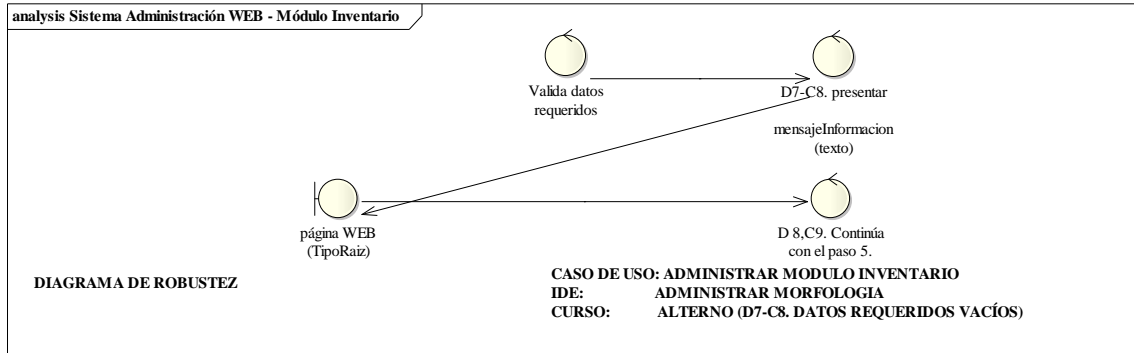 analysis Sistema Administración WEB - Módulo Inventario
Valida datos
requeridos
D7-C8. presentar
mensajeInformacion
(texto)
página WEB
(TipoRaiz)
D 8,C9. Continúa
con el paso 5.
DIAGRAMA DE ROBUSTEZ
CASO DE USO: ADMINISTRAR MODULO INVENTARIO
IDE: ADMINISTRAR MORFOLOGIA
CURSO: ALTERNO (D7-C8. DATOS REQUERIDOS VACÍOS)